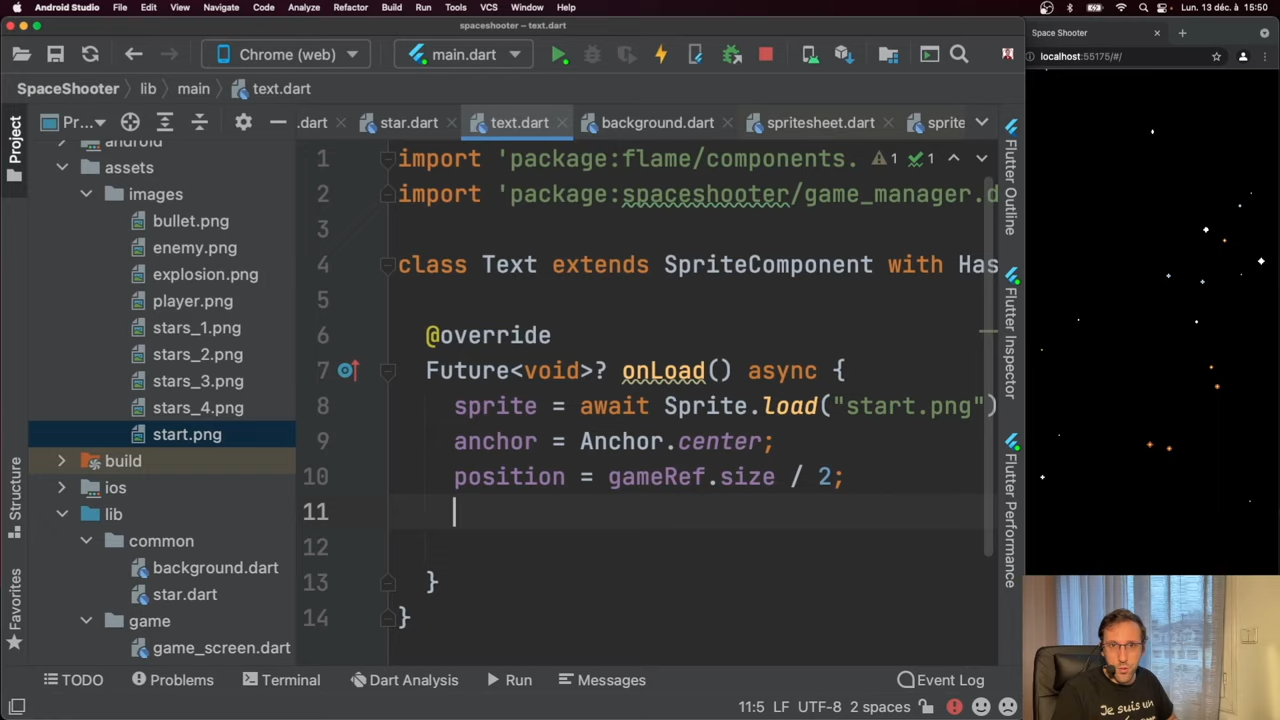 Android Studio File Edit View Navigate Code Analyze Refactor Build Run Tools VCS Window Help Lun. 13 déc. à 15:50
spaceshooter – text.dart
Chrome (web) main.dart
SpaceShooter lib main text.dart
Pr... .dart star.dart text.dart background.dart spritesheet.dart sprite
Project
android
assets
images
bullet.png
enemy.png
explosion.png
player.png
stars_1.png
stars_2.png
stars_3.png
stars_4.png
start.png
build
ios
lib
common
background.dart
star.dart
game
game_screen.dart
Structure
Favorites
1 import 'package:flame/components. 1 1
2 import 'package:spaceshooter/game_manager.d
3
4 class Text extends SpriteComponent with Has
5
6 @override
7 Future<void>? onLoad() async {
8 sprite = await Sprite.load("start.png")
9 anchor = Anchor.center;
10 position = gameRef.size / 2;
11
12
13 }
14 }
Flutter Outline
Flutter Inspector
Flutter Performance
TODO Problems Terminal Dart Analysis Run Messages Event Log
11:5 LF UTF-8 2 spaces
Space Shooter
localhost:55175/#/
Je suis un